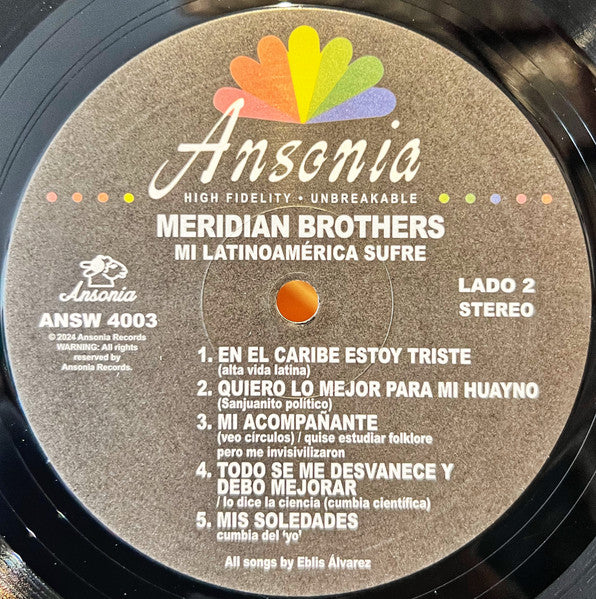 Ansonia
HIGH FIDELITY • UNBREAKABLE
MERIDIAN BROTHERS
MI LATINOAMÉRICA SUFRE
Ansonia
ANSW 4003
© 2024 Ansonia Records
WARNING: All rights
reserved by
Ansonia Records.
LADO 2
STEREO
1. EN EL CARIBE ESTOY TRISTE
(alta vida latina)
2. QUIERO LO MEJOR PARA MI HUAYNO
(Sanjuanito político)
3. MI ACOMPAÑANTE
(veo círculos) / quise estudiar folklore
pero me invisivilizaron
4. TODO SE ME DESVANECE Y
DEBO MEJORAR
/ lo dice la ciencia (cumbia científica)
5. MIS SOLEDADES
cumbia del 'yo'
All songs by Eblis Álvarez